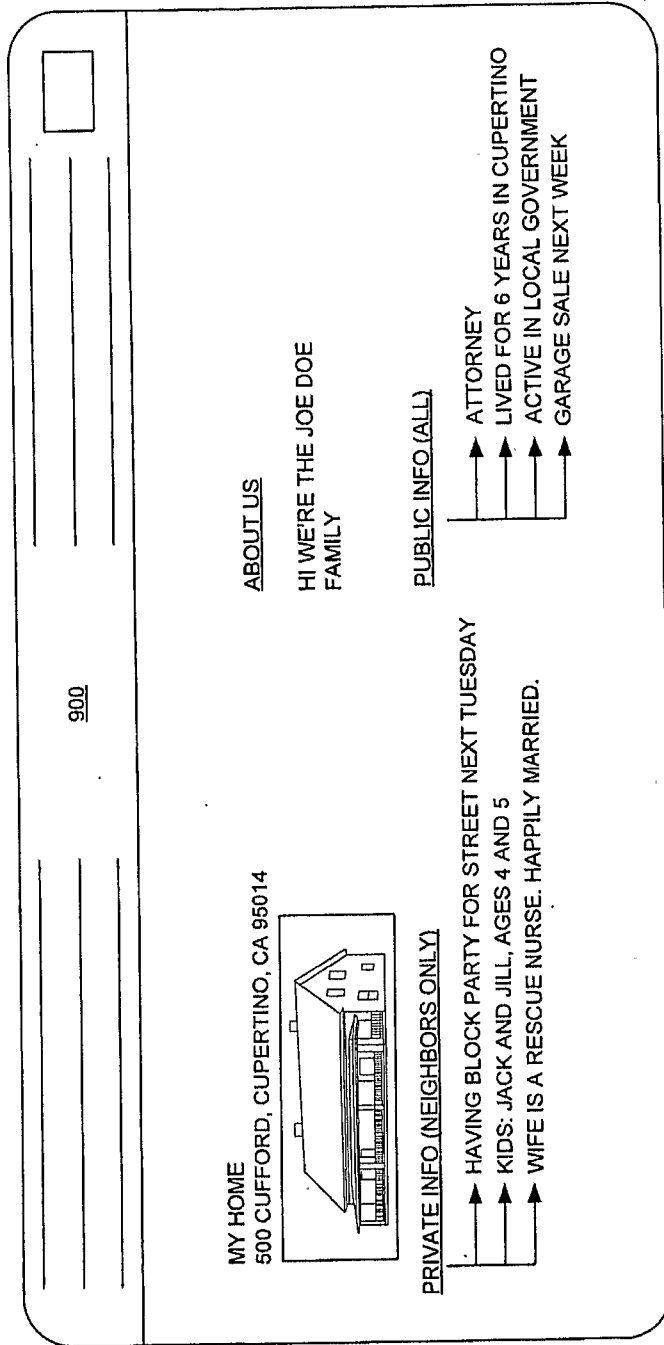 900
MY HOME
500 CUFFORD, CUPERTINO, CA 95014
ABOUT US
HI WE'RE THE JOE DOE
FAMILY
PRIVATE INFO (NEIGHBORS ONLY)
HAVING BLOCK PARTY FOR STREET NEXT TUESDAY
KIDS: JACK AND JILL, AGES 4 AND 5
WIFE IS A RESCUE NURSE. HAPPILY MARRIED.
PUBLIC INFO (ALL)
ATTORNEY
LIVED FOR 6 YEARS IN CUPERTINO
ACTIVE IN LOCAL GOVERNMENT
GARAGE SALE NEXT WEEK